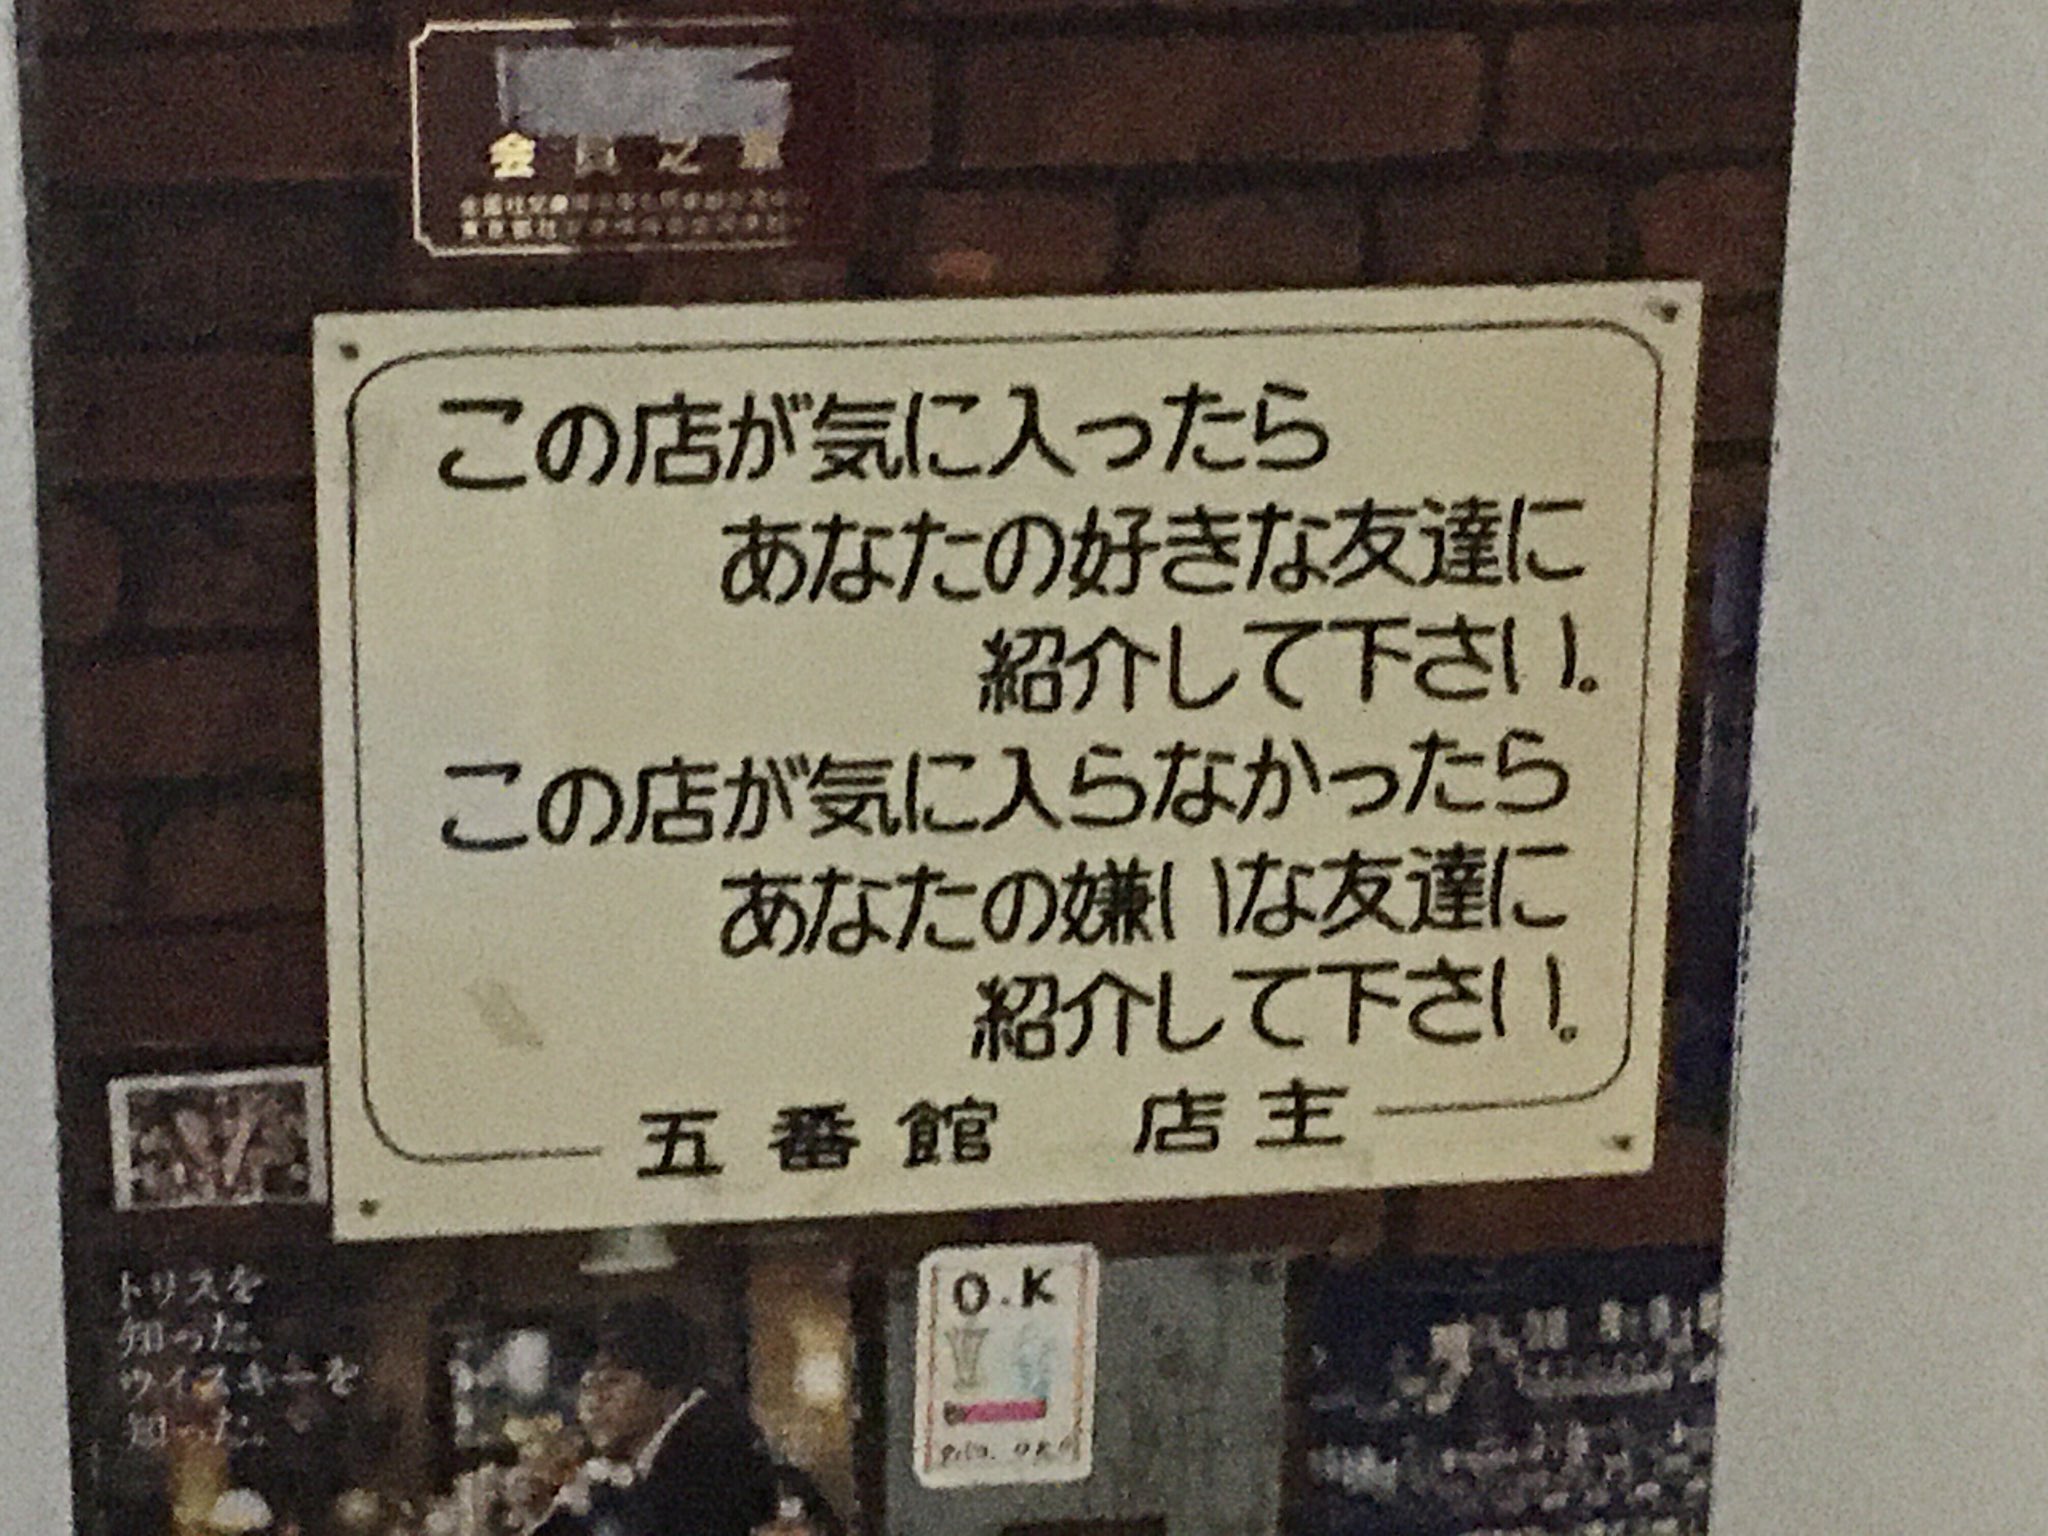 会員之章
この店が気に入ったら
あなたの好きな友達に
紹介して下さい。
この店が気に入らなかったら
あなたの嫌いな友達に
紹介して下さい。
五番館 店主
トリスを
知った。
ウイスキーを
知った。
O.K